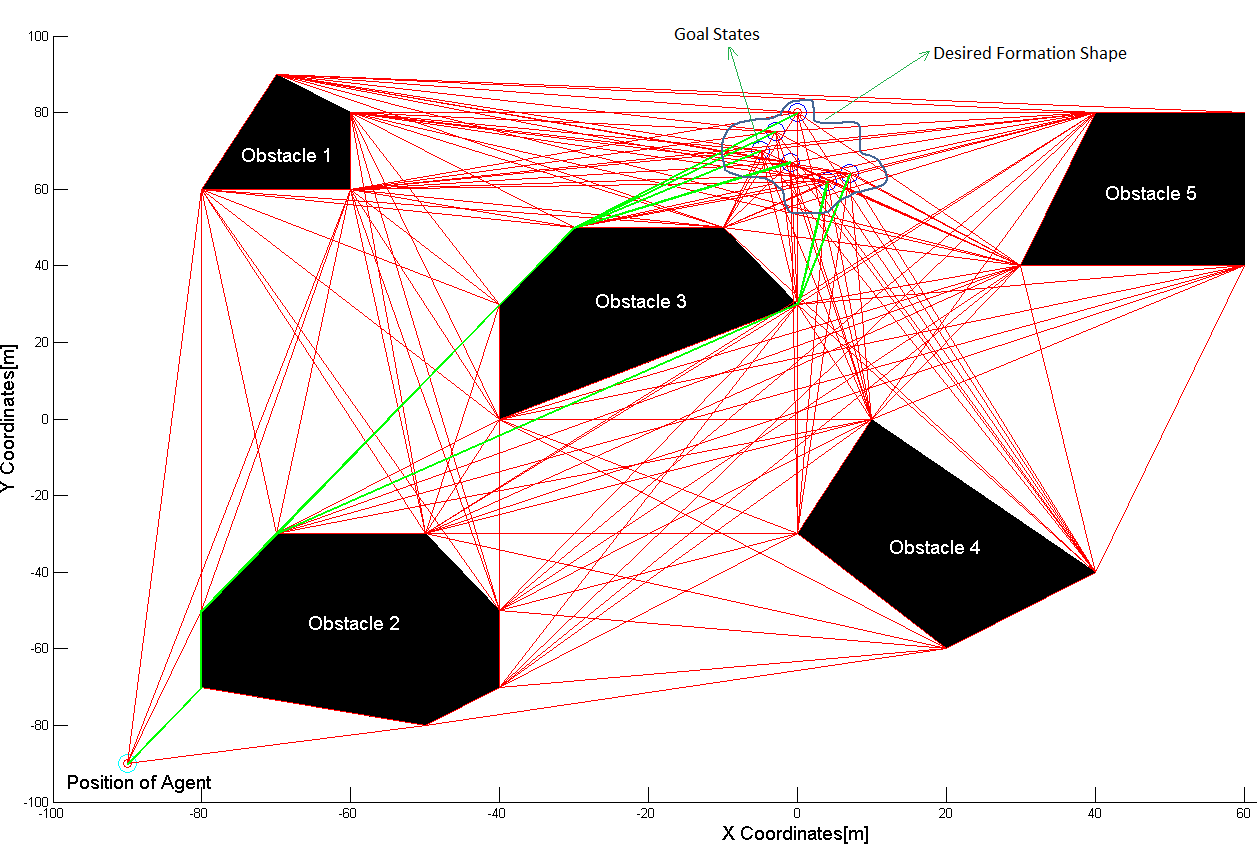 Goal States
Desired Formation Shape
100
80
60
40
20
0
-20
-40
-60
-80
-100
Y Coordinates[m]
Obstacle 1
Obstacle 5
Obstacle 3
Obstacle 4
Obstacle 2
Position of Agent
-100
-80
-60
-40
-20
0
20
40
60
X Coordinates[m]